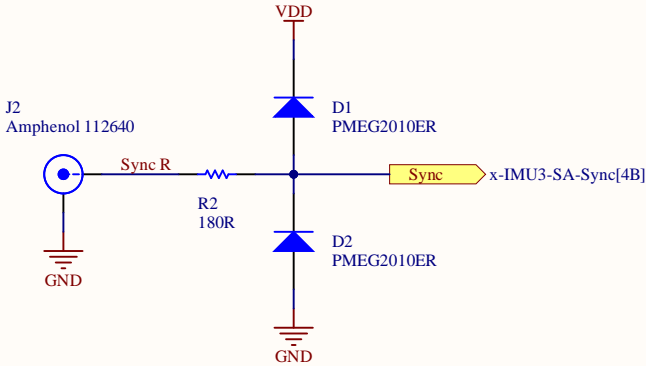 VDD
J2
Amphenol 112640
D1
PMEG2010ER
Sync R
Sync
x-IMU3-SA-Sync[4B]
R2
180R
D2
PMEG2010ER
GND
GND